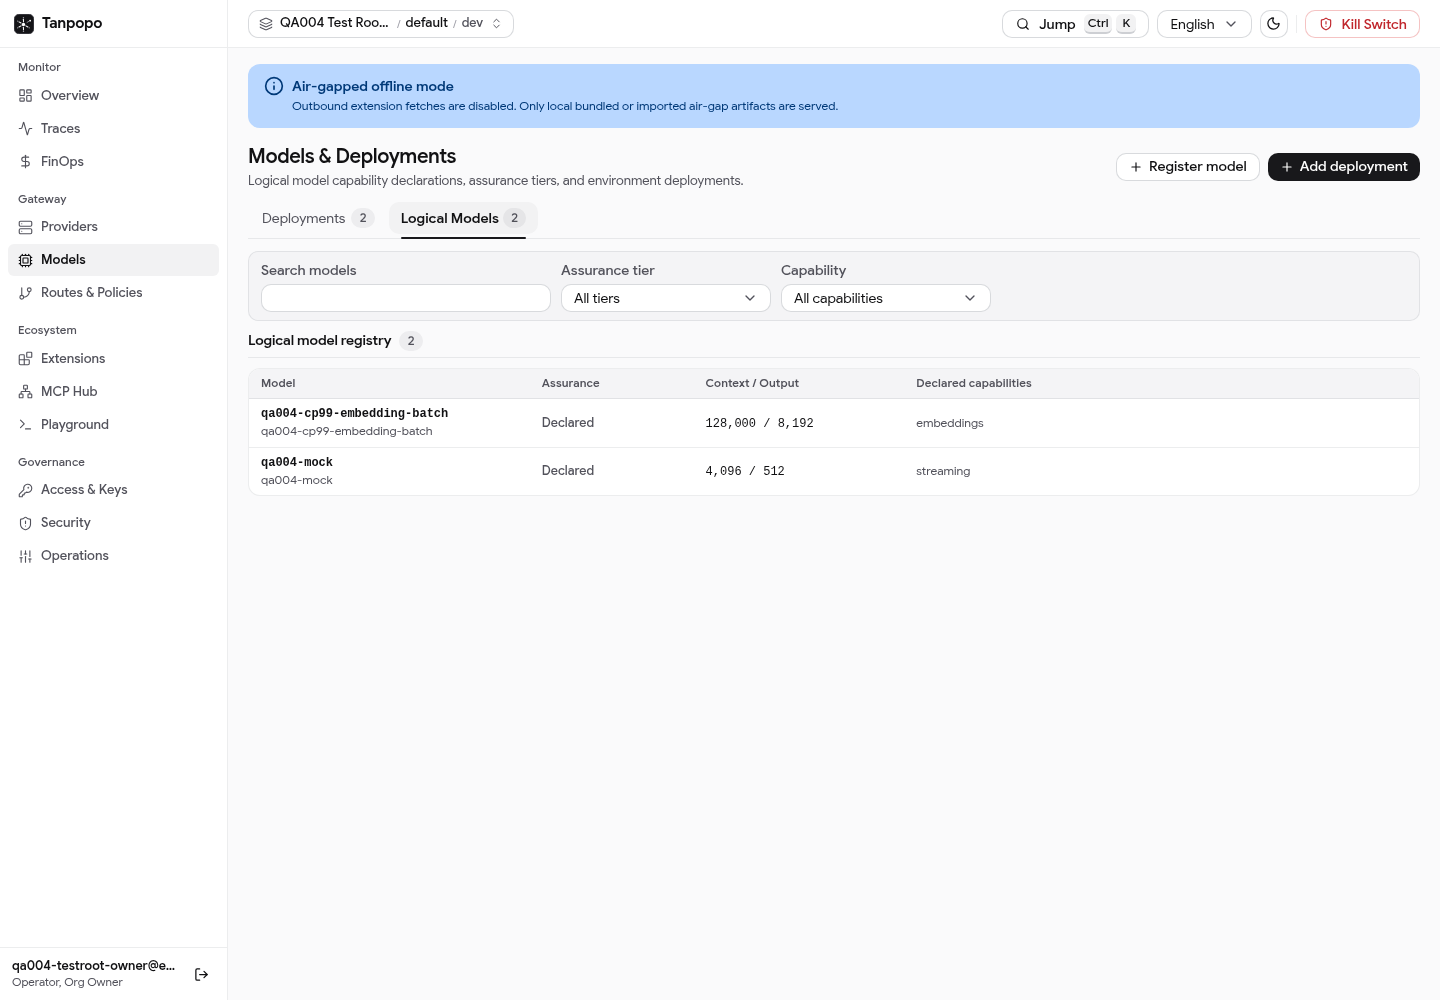 Tanpopo
QA004 Test Roo... / default / dev
Jump Ctrl K
English
Kill Switch
Monitor
Overview
Traces
FinOps
Gateway
Providers
Models
Routes & Policies
Ecosystem
Extensions
MCP Hub
Playground
Governance
Access & Keys
Security
Operations
qa004-testroot-owner@e...
Operator, Org Owner
Air-gapped offline mode
Outbound extension fetches are disabled. Only local bundled or imported air-gap artifacts are served.
Models & Deployments
Logical model capability declarations, assurance tiers, and environment deployments.
Register model
Add deployment
Deployments 2
Logical Models 2
Search models
Assurance tier
Capability
All tiers
All capabilities
Logical model registry 2
Model Assurance Context / Output Declared capabilities
qa004-cp99-embedding-batch
qa004-cp99-embedding-batch
Declared
128,000 / 8,192
embeddings
qa004-mock
qa004-mock
Declared
4,096 / 512
streaming